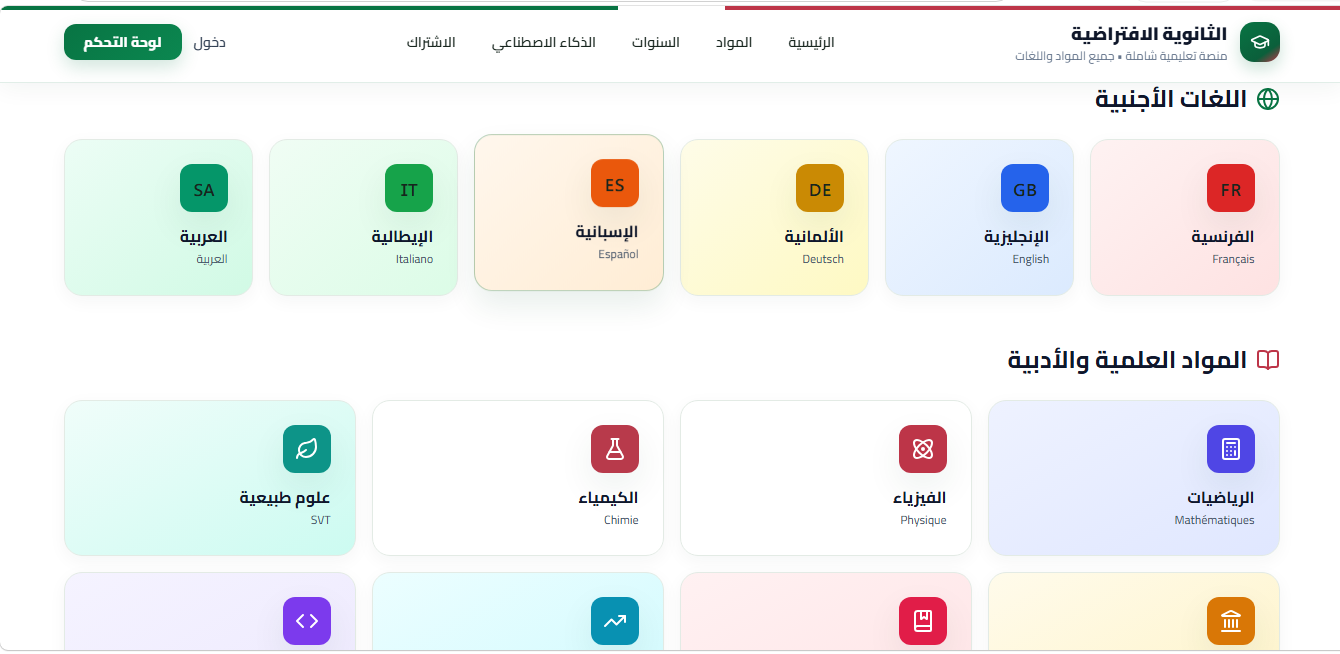 الثانوية الافتراضية
منصة تعليمية شاملة • جميع المواد واللغات
الرئيسية
المواد
السنوات
الذكاء الاصطناعي
الاشتراك
دخول
لوحة التحكم
اللغات الأجنبية
FR
الفرنسية
Français
GB
الإنجليزية
English
DE
الألمانية
Deutsch
ES
الإسبانية
Español
IT
الإيطالية
Italiano
SA
العربية
العربية
المواد العلمية والأدبية
الرياضيات
Mathématiques
الفيزياء
Physique
الكيمياء
Chimie
علوم طبيعية
SVT